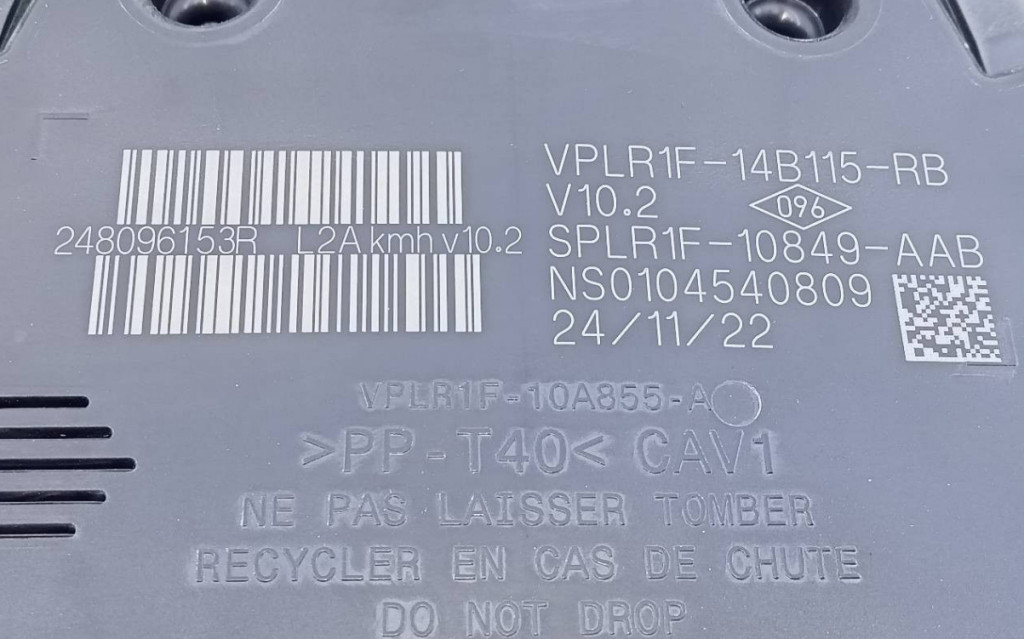 248096153R L2A kmh v10.2
VPLR1F-14B115-RB
V10.2 096
SPLR1F-10849-AAB
NS0104540809
24/11/22
VPLR1F-10A855-A
>PP-T40< CAV1
NE PAS LAISSER TOMBER
RECYCLER EN CAS DE CHUTE
DO NOT DROP